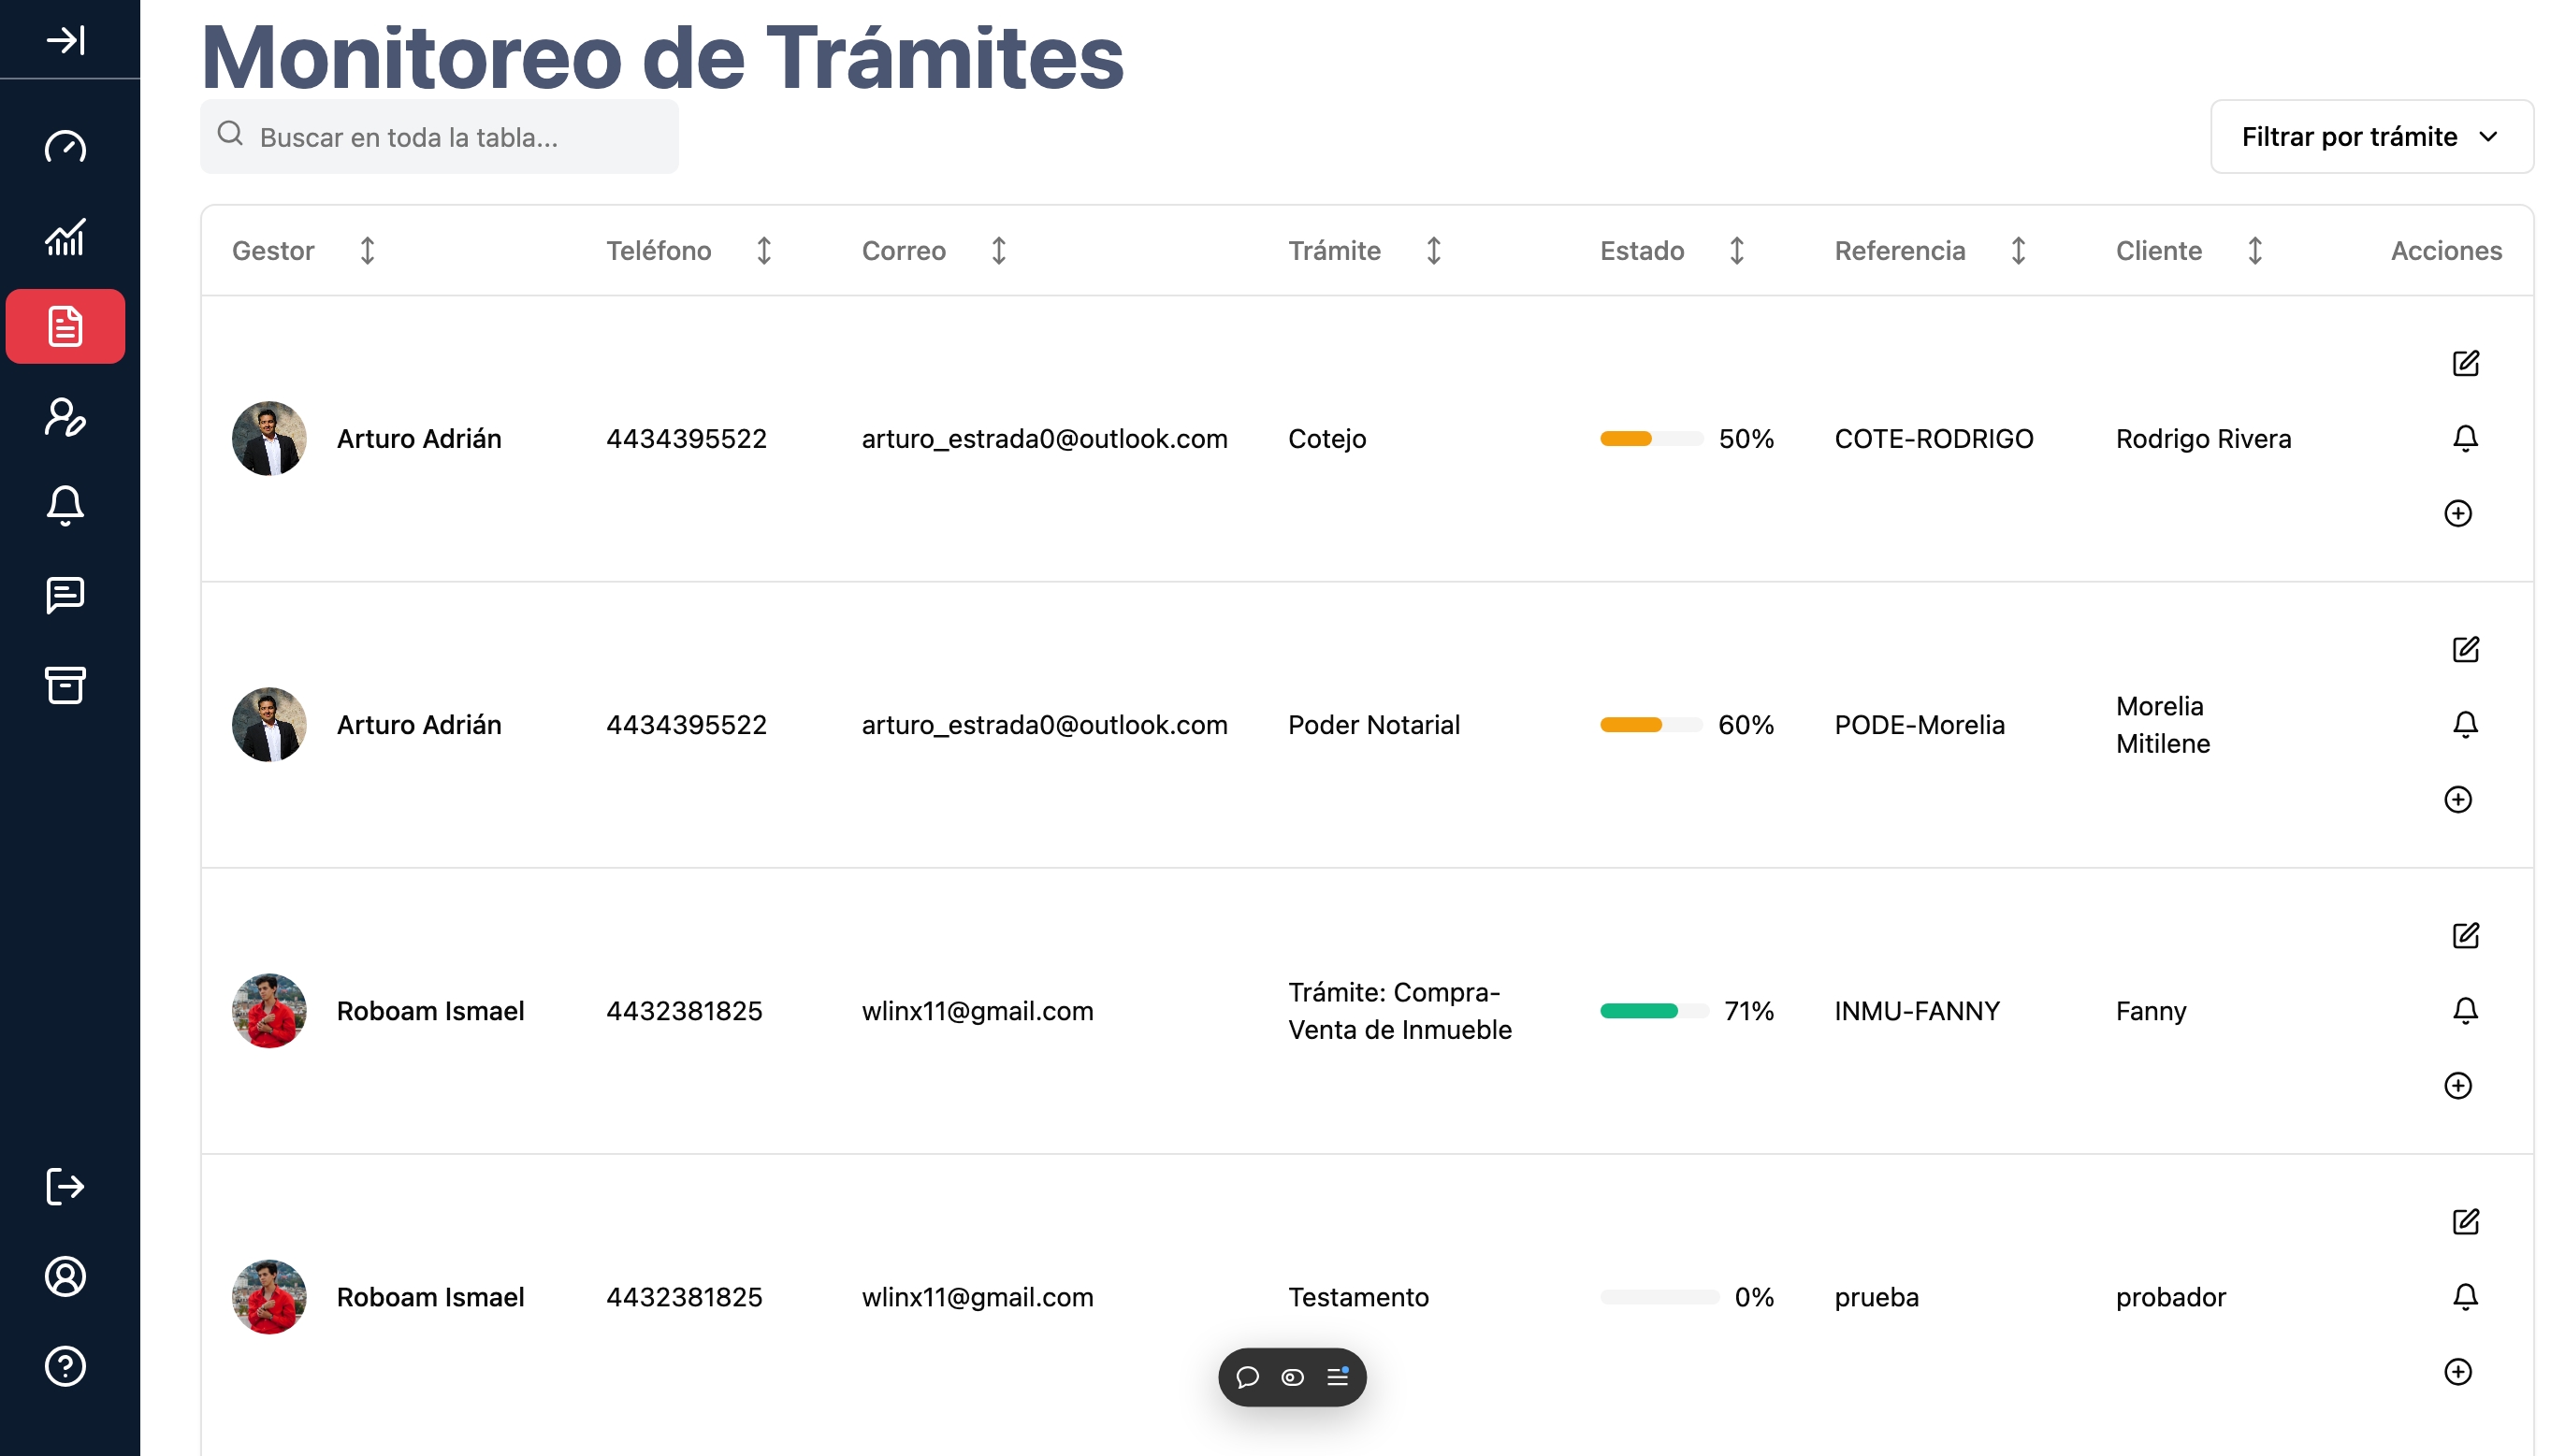 Monitoreo de Trámites
Buscar en toda la tabla...
Filtrar por trámite
Gestor Teléfono Correo Trámite Estado Referencia Cliente Acciones
Arturo Adrián 4434395522 arturo_estrada0@outlook.com Cotejo 50% COTE-RODRIGO Rodrigo Rivera
Arturo Adrián 4434395522 arturo_estrada0@outlook.com Poder Notarial 60% PODE-Morelia Morelia
Mitilene
Roboam Ismael 4432381825 wlinx11@gmail.com Trámite: Compra-
Venta de Inmueble 71% INMU-FANNY Fanny
Roboam Ismael 4432381825 wlinx11@gmail.com Testamento 0% prueba probador